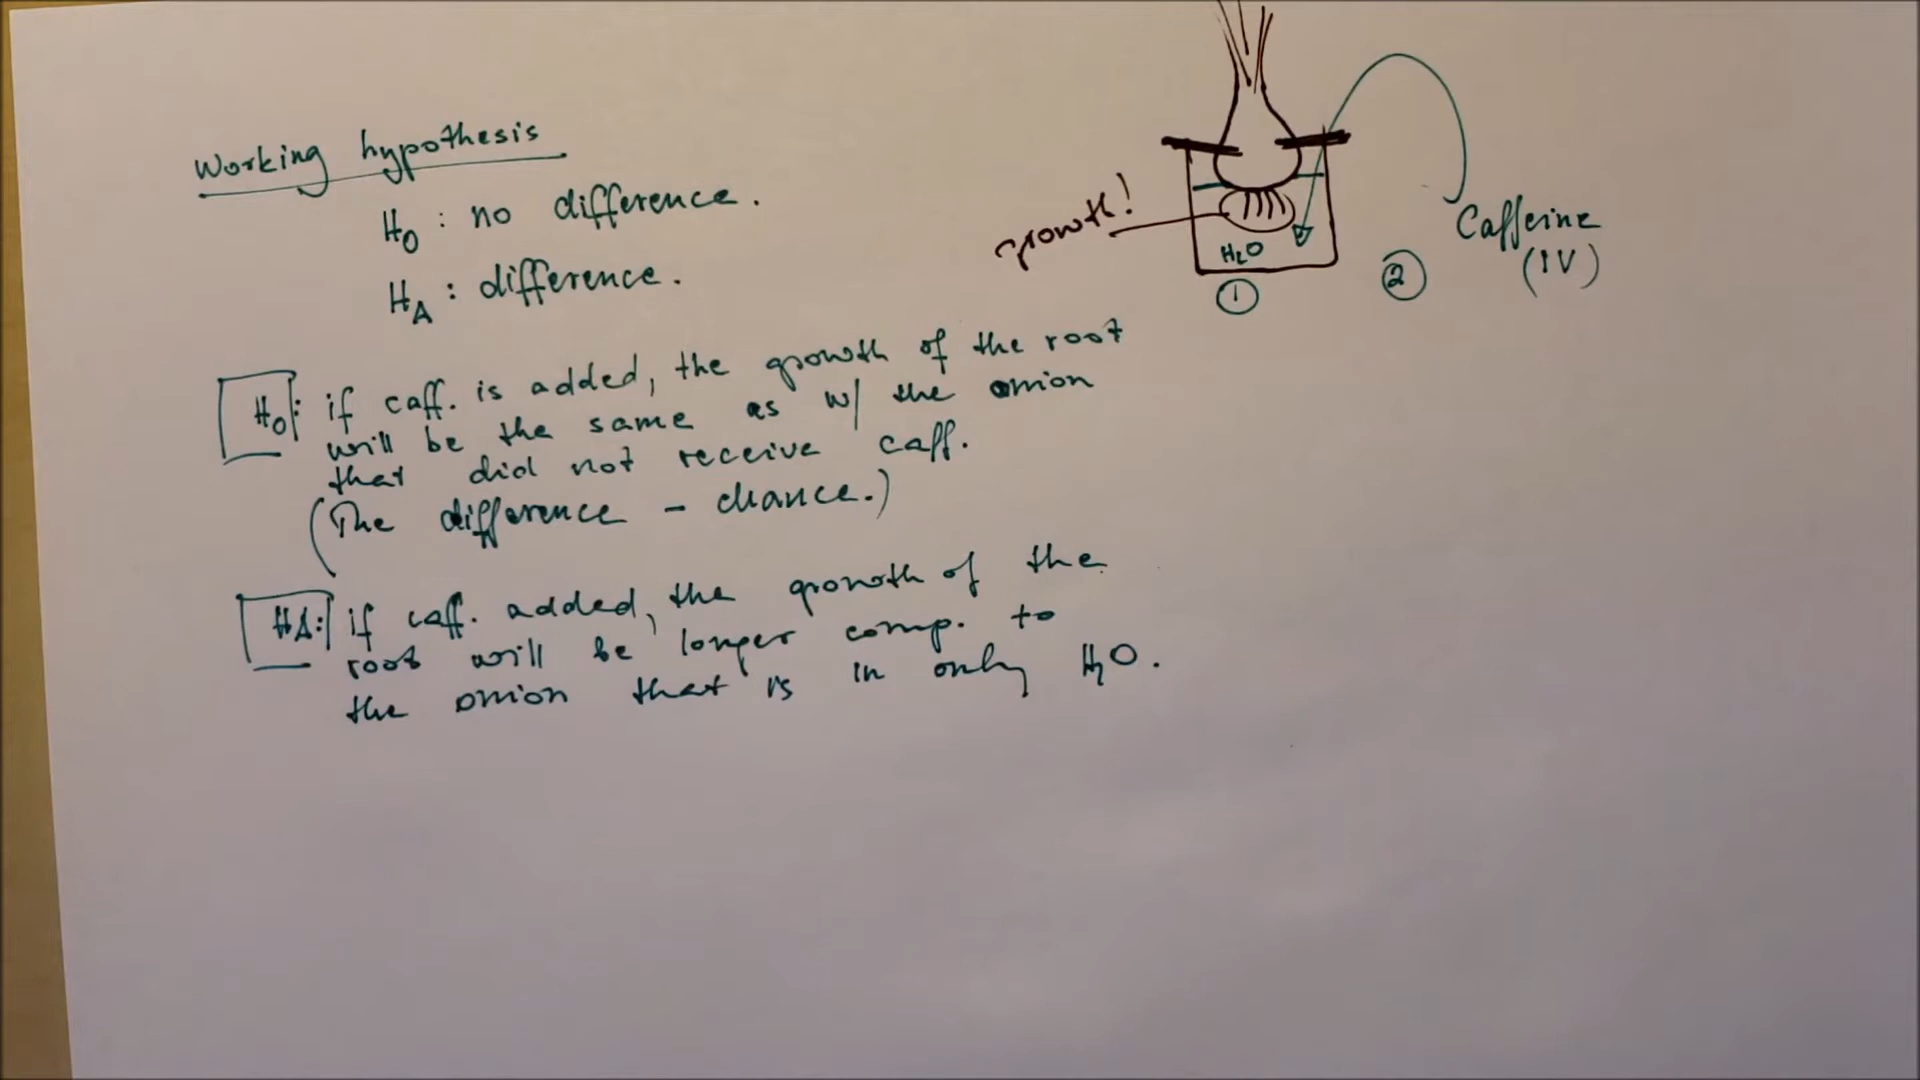 Working hypothesis
H0 : no difference.
HA : difference.
H0: if caff. is added, the growth of the root
will be the same as w/ the onion
that did not receive caff.
(The difference - chance.)
HA: if caff. added, the growth of the
root will be longer comp. to
the onion that is in only H2O.
growth!
H2O
1
2
Caffeine
(IV)